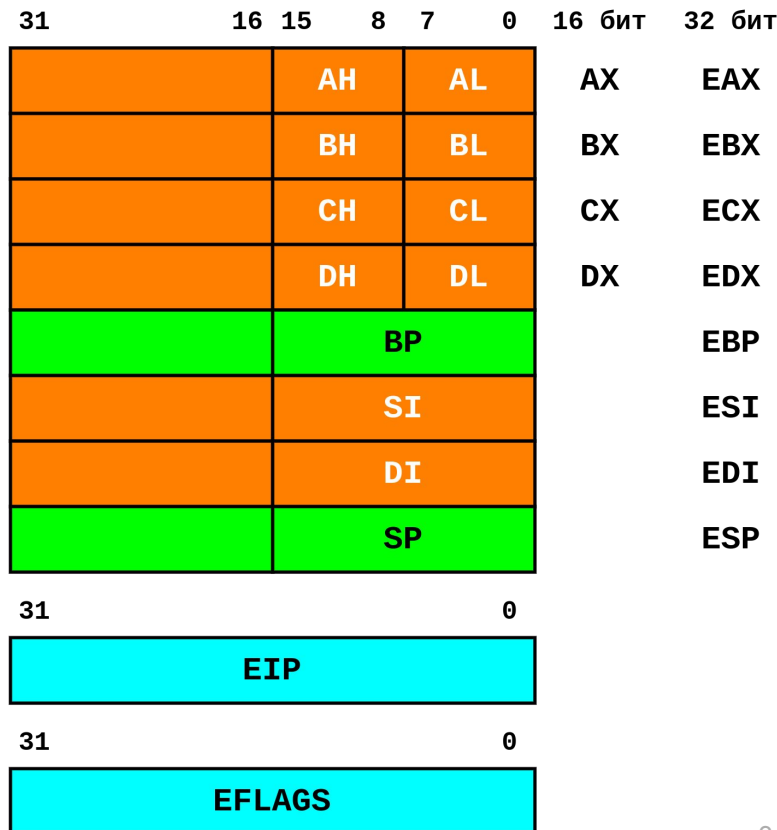 31 16 15 8 7 0 16 бит 32 бит
AH AL AX EAX
BH BL BX EBX
CH CL CX ECX
DH DL DX EDX
BP EBP
SI ESI
DI EDI
SP ESP
31 0
EIP
31 0
EFLAGS